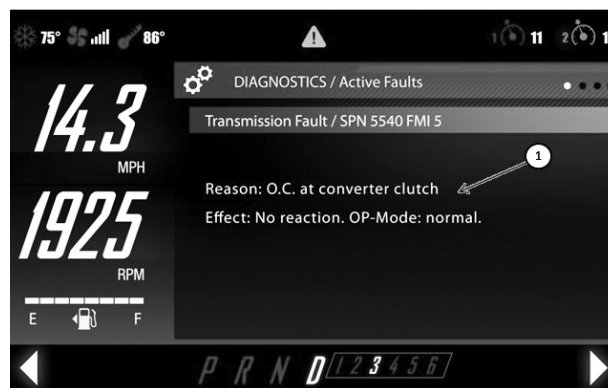 75° 86° 1 11 2 1
DIAGNOSTICS / Active Faults
Transmission Fault / SPN 5540 FMI 5
14.3
MPH
1
Reason: O.C. at converter clutch
Effect: No reaction. OP-Mode: normal.
1925
RPM
E F
P R N D 1 2 3 4 5 6